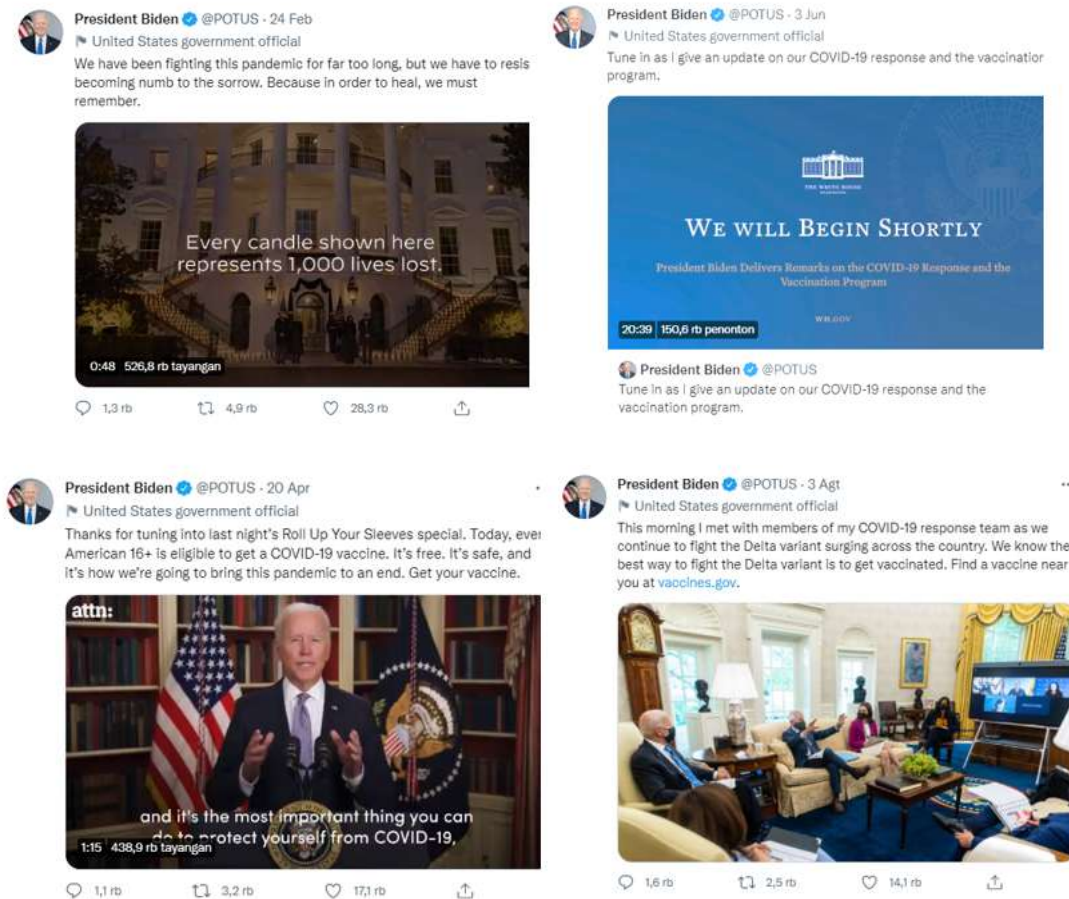 President Biden @POTUS · 24 Feb
United States government official
We have been fighting this pandemic for far too long, but we have to resis
becoming numb to the sorrow. Because in order to heal, we must
remember.
Every candle shown here
represents 1,000 lives lost.
0:48 526,8 rb tayangan
1,3 rb 4,9 rb 28,3 rb
President Biden @POTUS · 3 Jun
United States government official
Tune in as I give an update on our COVID-19 response and the vaccination
program.
THE WHITE HOUSE
WASHINGTON
WE WILL BEGIN SHORTLY
President Biden Delivers Remarks on the COVID-19 Response and the
Vaccination Program
WH.GOV
20:39 150,6 rb penonton
President Biden @POTUS
Tune in as I give an update on our COVID-19 response and the
vaccination program.
President Biden @POTUS · 20 Apr
United States government official
Thanks for tuning into last night's Roll Up Your Sleeves special. Today, ever
American 16+ is eligible to get a COVID-19 vaccine. It's free. It's safe, and
it's how we're going to bring this pandemic to an end. Get your vaccine.
attn:
and it's the most important thing you can
do to protect yourself from COVID-19,
1:15 438,9 rb tayangan
1,1 rb 3,2 rb 17,1 rb
President Biden @POTUS · 3 Agt
United States government official
This morning I met with members of my COVID-19 response team as we
continue to fight the Delta variant surging across the country. We know the
best way to fight the Delta variant is to get vaccinated. Find a vaccine near
you at vaccines.gov.
1,6 rb 2,5 rb 14,1 rb